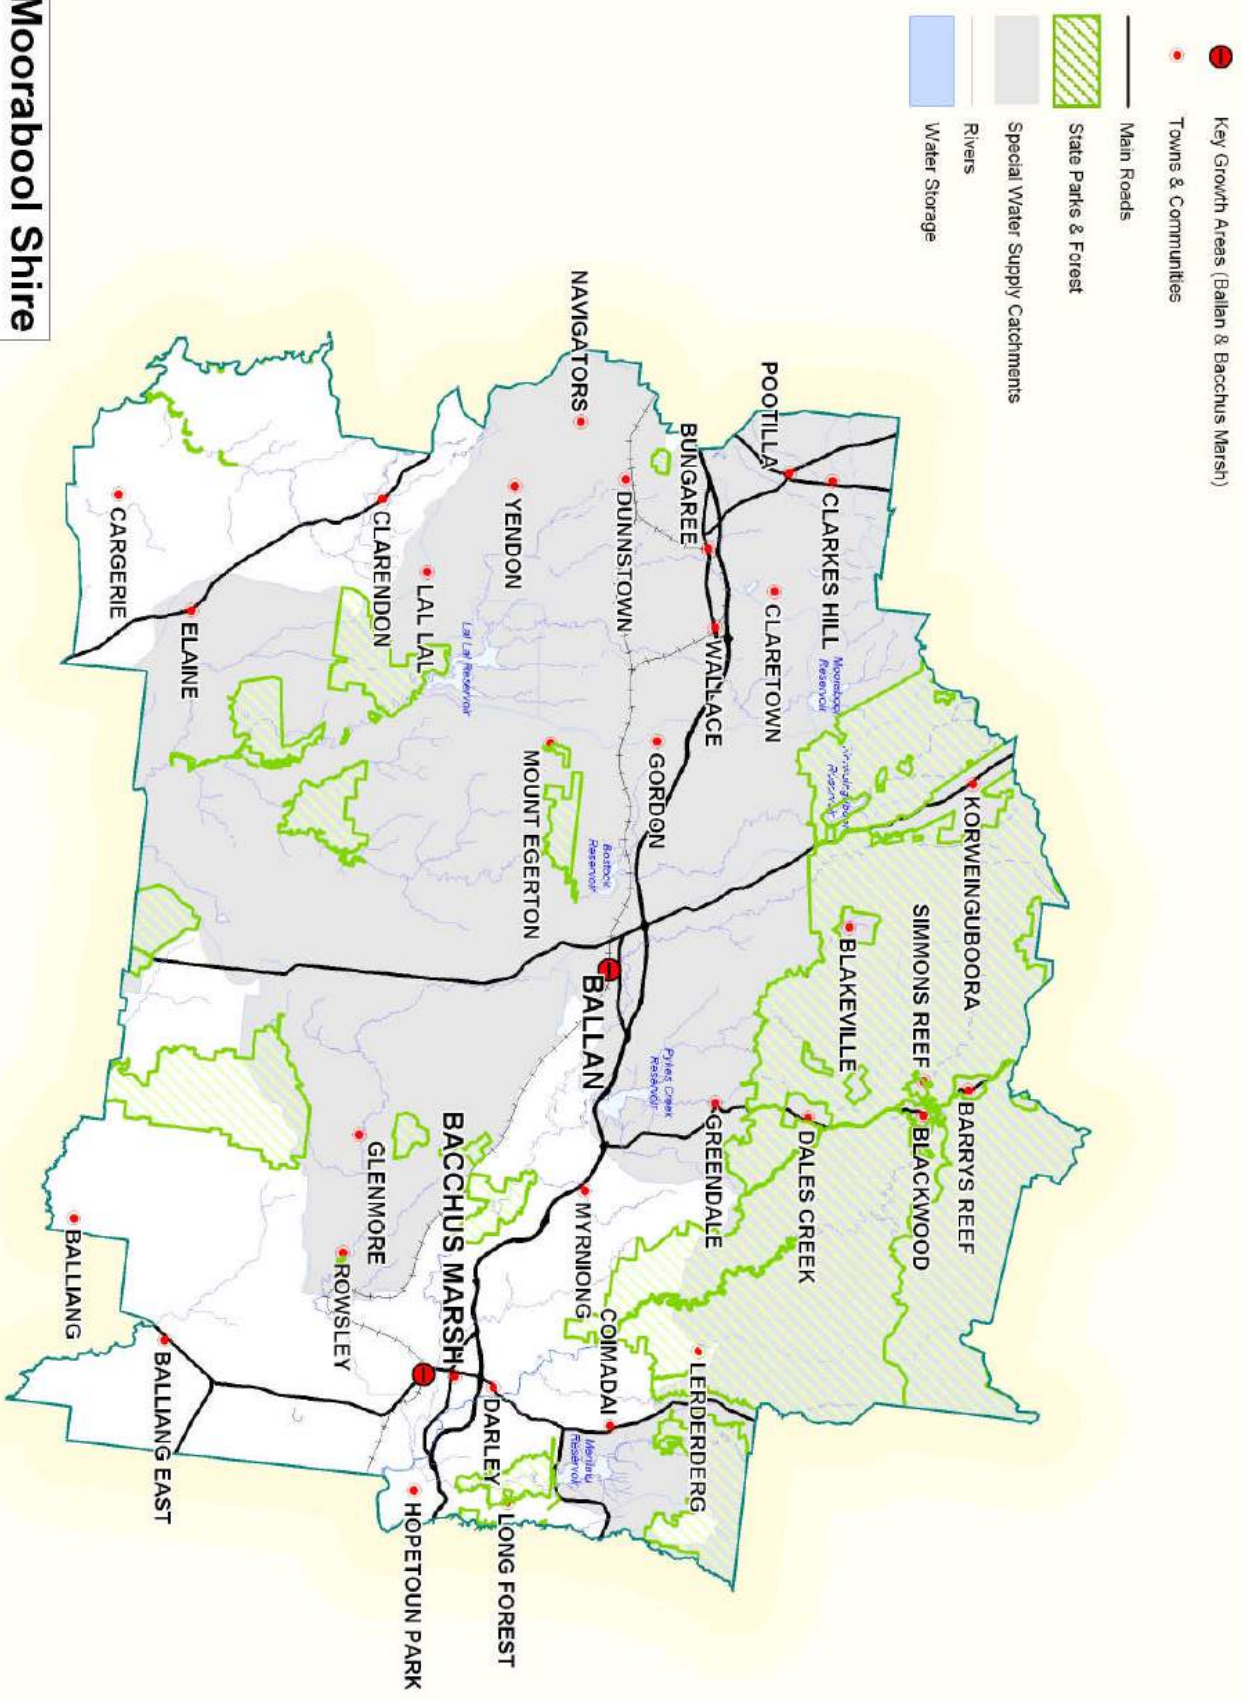 Moorabool Shire
Key Growth Areas (Ballan & Bacchus Marsh)
Towns & Communities
Main Roads
State Parks & Forest
Special Water Supply Catchments
Rivers
Water Storage
KORWEINGUBOORA
BARRYS REEF
SIMMONS REEF
BLACKWOOD
BLAKEVILLE
CLARKES HILL
Moorabool
Reservoir
Reservoir
DALES CREEK
POOTILLA
CLARETOWN
WALLACE
GREENDALE
LERDERDERG
BUNGAREE
GORDON
Pykes Creek
Reservoir
DUNNSTOWN
Bostock
Reservoir
COIMADAI
BALLAN
MYRNIONG
Merrimu
Reservoir
NAVIGATORS
MOUNT EGERTON
YENDON
LONG FOREST
DARLEY
Lal Lal Reservoir
BACCHUS MARSH
LAL LAL
HOPETOUN PARK
CLARENDON
GLENMORE
ROWSLEY
ELAINE
BALLIANG EAST
CARGERIE
BALLIANG